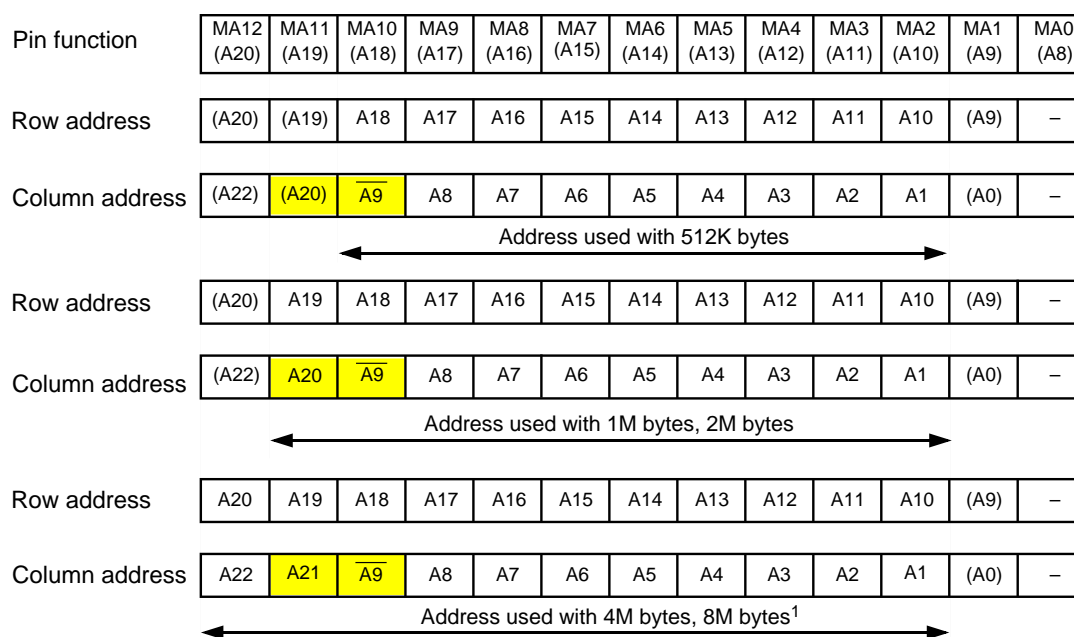 Pin function MA12 (A20) MA11 (A19) MA10 (A18) MA9 (A17) MA8 (A16) MA7 (A15) MA6 (A14) MA5 (A13) MA4 (A12) MA3 (A11) MA2 (A10) MA1 (A9) MA0 (A8)
Row address (A20) (A19) A18 A17 A16 A15 A14 A13 A12 A11 A10 (A9) –
Column address (A22) (A20) A̅9̅ A8 A7 A6 A5 A4 A3 A2 A1 (A0) –
Address used with 512K bytes
Row address (A20) A19 A18 A17 A16 A15 A14 A13 A12 A11 A10 (A9) –
Column address (A22) A20 A̅9̅ A8 A7 A6 A5 A4 A3 A2 A1 (A0) –
Address used with 1M bytes, 2M bytes
Row address A20 A19 A18 A17 A16 A15 A14 A13 A12 A11 A10 (A9) –
Column address A22 A21 A̅9̅ A8 A7 A6 A5 A4 A3 A2 A1 (A0) –
Address used with 4M bytes, 8M bytes¹